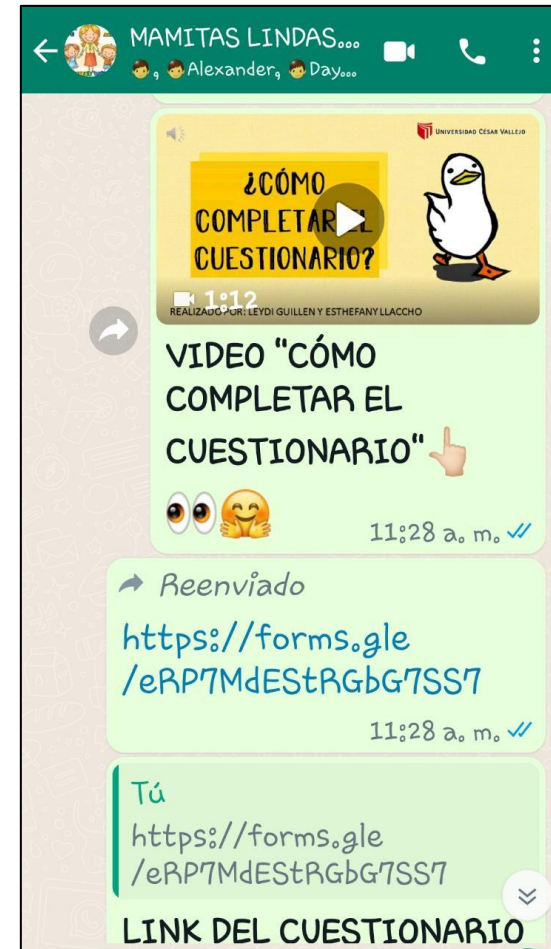 MAMITAS LINDAS...
, Alexander, Day...
UNIVERSIDAD CÉSAR VALLEJO
¿CÓMO
COMPLETAR EL
CUESTIONARIO?
1:12
REALIZADO POR: LEYDI GUILLEN Y ESTHEFANY LLACCHO
VIDEO "CÓMO
COMPLETAR EL
CUESTIONARIO"
11:28 a. m.
Reenviado
https://forms.gle
/eRP7MdEStRGbG7SS7
11:28 a. m.
Tú
https://forms.gle
/eRP7MdEStRGbG7SS7
LINK DEL CUESTIONARIO